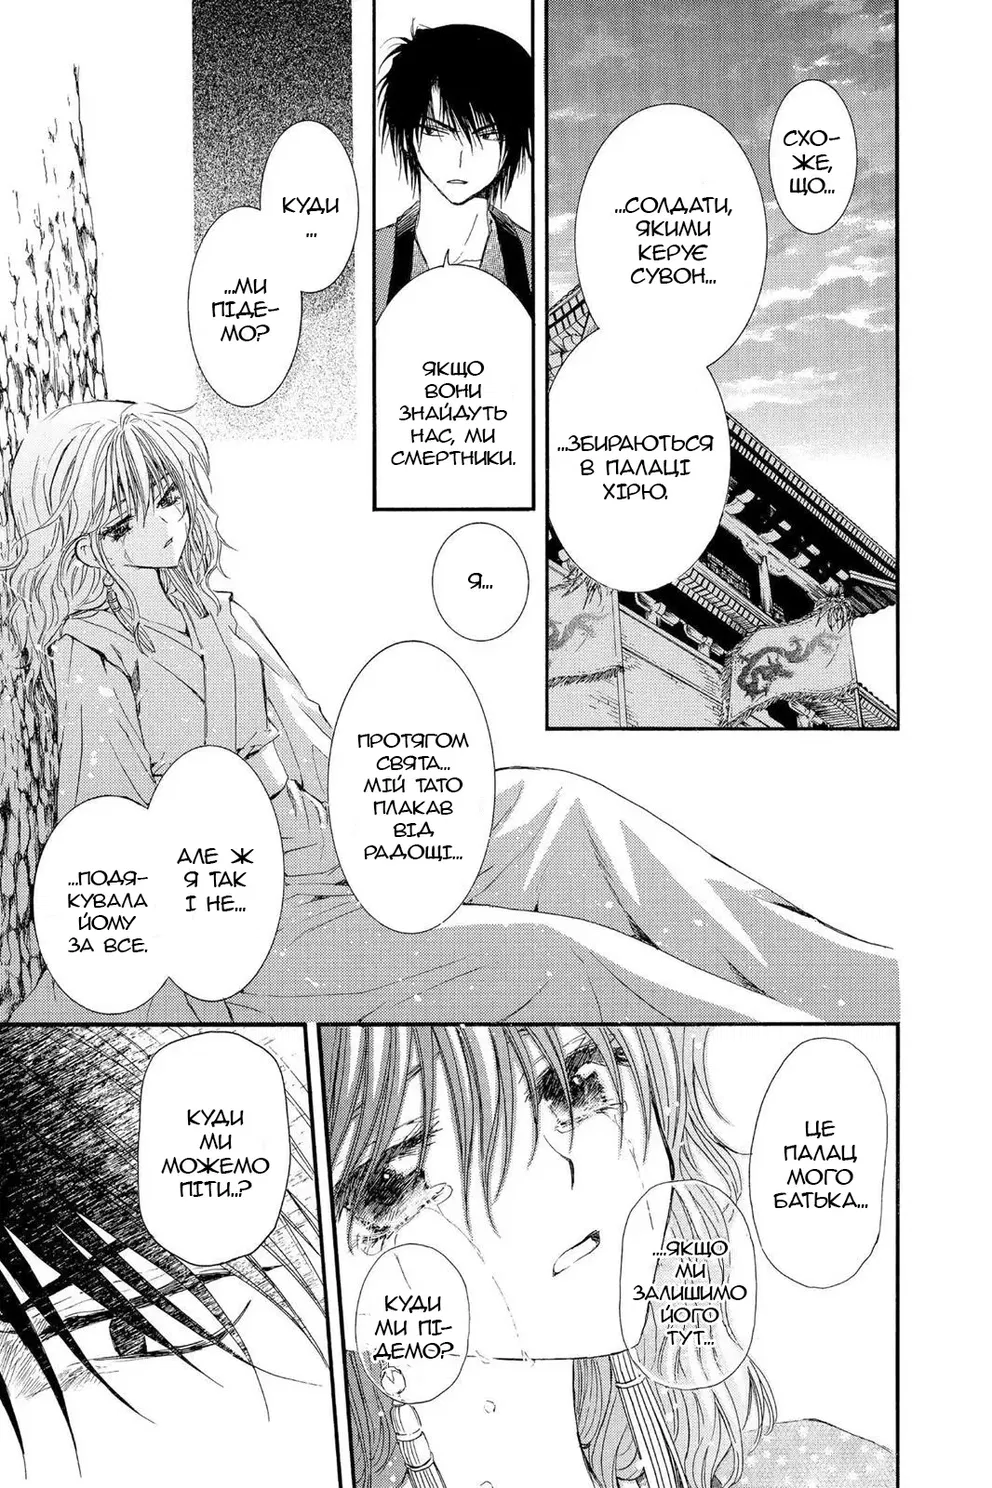 СХО-
ЖЕ,
ЩО...
...СОЛДАТИ,
ЯКИМИ
КЕРУЄ
СУВОН...
...ЗБИРАЮТЬСЯ
В ПАЛАЦІ
ХІРЮ.
ЯКЩО
ВОНИ
ЗНАЙДУТЬ
НАС, МИ
СМЕРТНИКИ.
КУДИ
...
...МИ
ПІДЕ-
МО?
Я...
ПРОТЯГОМ
СВЯТА...
МІЙ ТАТО
ПЛАКАВ
ВІД
РАДОЩІ...
АЛЕ Ж
Я ТАК
І НЕ...
...ПОДЯ-
КУВАЛА
ЙОМУ
ЗА ВСЕ.
ЦЕ
ПАЛАЦ
МОГО
БАТЬКА...
....ЯКЩО
МИ
ЗАЛИШИМО
ЙОГО
ТУТ...
КУДИ
МИ ПІ-
ДЕМО?
КУДИ
МИ
МОЖЕМО
ПІТИ..?